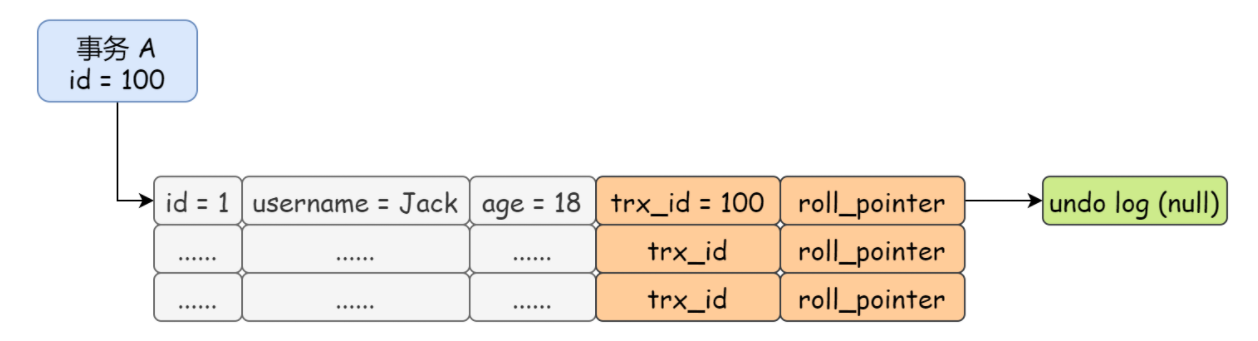 事务 A
id = 100
id = 1 username = Jack age = 18 trx_id = 100 roll_pointer undo log (null)
...... ...... ...... trx_id roll_pointer
...... ...... ...... trx_id roll_pointer